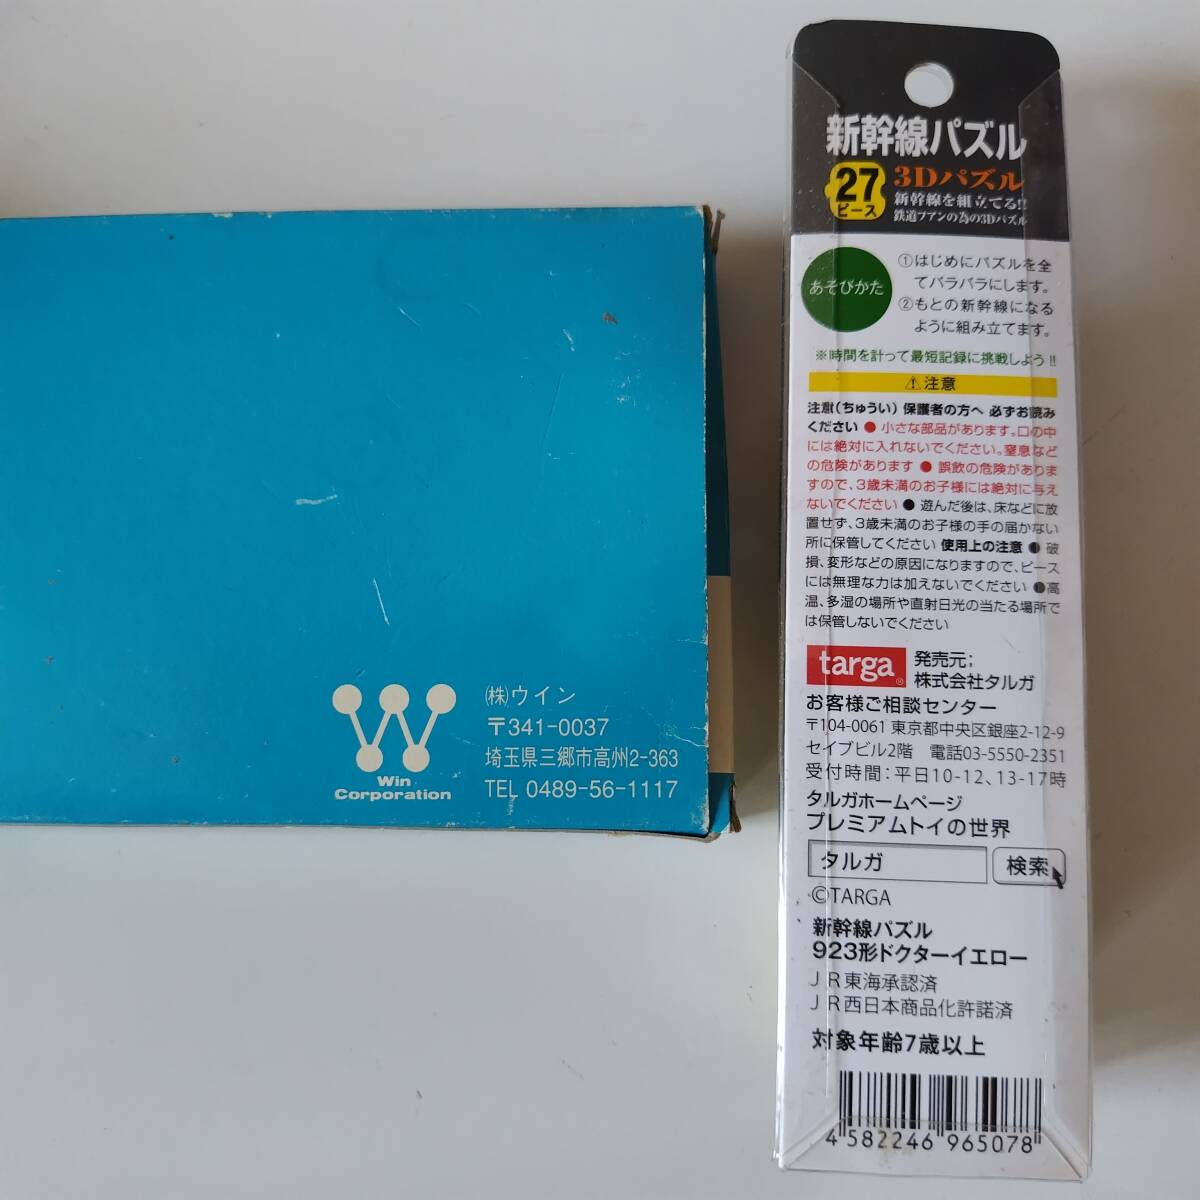 Win
Corporation
㈱ウイン
〒341-0037
埼玉県三郷市高州2-363
TEL 0489-56-1117
新幹線パズル
27
ピース
3Dパズル
新幹線を組立てる!!
鉄道ファンの為の3Dパズル
あそびかた
①はじめにパズルを全
てバラバラにします。
②もとの新幹線になる
ように組み立てます。
※時間を計って最短記録に挑戦しよう!!
⚠注意
注意(ちゅうい) 保護者の方へ 必ずお読み
ください ● 小さな部品があります。口の中
には絶対に入れないでください。窒息など
の危険があります ● 誤飲の危険がありま
すので、3歳未満のお子様には絶対に与え
ないでください ● 遊んだ後は、床などに放
置せず、3歳未満のお子様の手の届かない
所に保管してください 使用上の注意 ● 破
損、変形などの原因になりますので、ピース
には無理な力は加えないでください ●高
温、多湿の場所や直射日光の当たる場所で
は保管しないでください
targa®
発売元;
株式会社タルガ
お客様ご相談センター
〒104-0061 東京都中央区銀座2-12-9
セイブビル2階 電話03-5550-2351
受付時間:平日10-12、13-17時
タルガホームページ
プレミアムトイの世界
タルガ 検索
©TARGA
新幹線パズル
923形ドクターイエロー
JR東海承認済
JR西日本商品化許諾済
対象年齢7歳以上
4 582246 965078